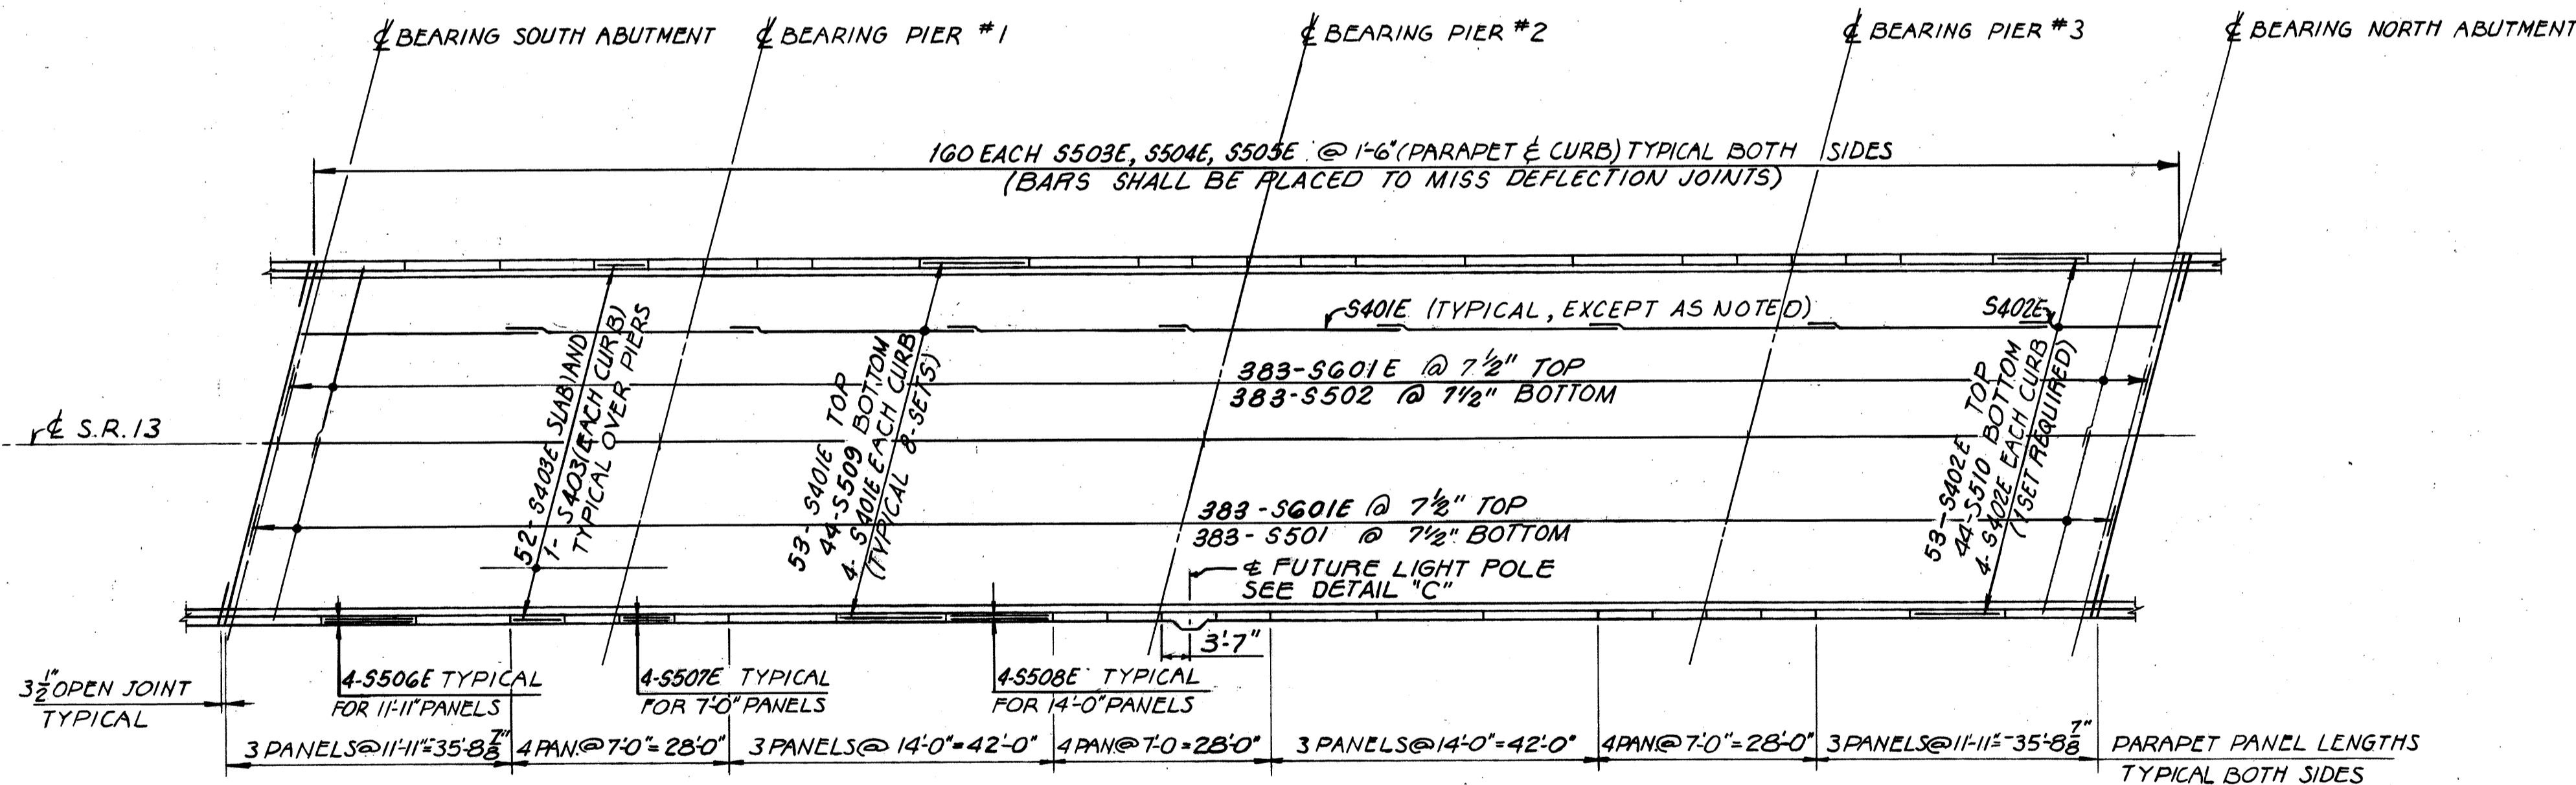 ℄ BEARING SOUTH ABUTMENT
℄ BEARING PIER #1
℄ BEARING PIER #2
℄ BEARING PIER #3
℄ BEARING NORTH ABUTMENT
160 EACH S503E, S504E, S505E @ 1'-6" (PARAPET & CURB) TYPICAL BOTH SIDES
(BARS SHALL BE PLACED TO MISS DEFLECTION JOINTS)
S401E (TYPICAL, EXCEPT AS NOTED)
S402E
383-S601E @ 7½" TOP
383-S502 @ 7½" BOTTOM
℄ S.R. 13
52-S403E SLAB) AND
1-S403(EACH CURB)
TYPICAL OVER PIERS
53-S401E TOP
44-S509 BOTTOM
4-S401E EACH CURB
(TYPICAL 8-SETS)
53-S402E TOP
44-S510 BOTTOM
4-S402E EACH CURB
(1 SET REQUIRED)
383-S601E @ 7½" TOP
383-S501 @ 7½" BOTTOM
℄ FUTURE LIGHT POLE
SEE DETAIL "C"
3'-7"
3½" OPEN JOINT
TYPICAL
4-S506E TYPICAL
FOR 11'-11" PANELS
4-S507E TYPICAL
FOR 7'-0" PANELS
4-S508E TYPICAL
FOR 14'-0" PANELS
3 PANELS @ 11'-11"=35'-8⅞"
4 PAN. @ 7'-0"=28'-0"
3 PANELS @ 14'-0"=42'-0"
4 PAN @ 7'-0=28'-0"
3 PANELS @ 14'-0"=42'-0"
4 PAN @ 7'-0"=28'-0"
3 PANELS @ 11'-11"=35'-8⅞"
PARAPET PANEL LENGTHS
TYPICAL BOTH SIDES